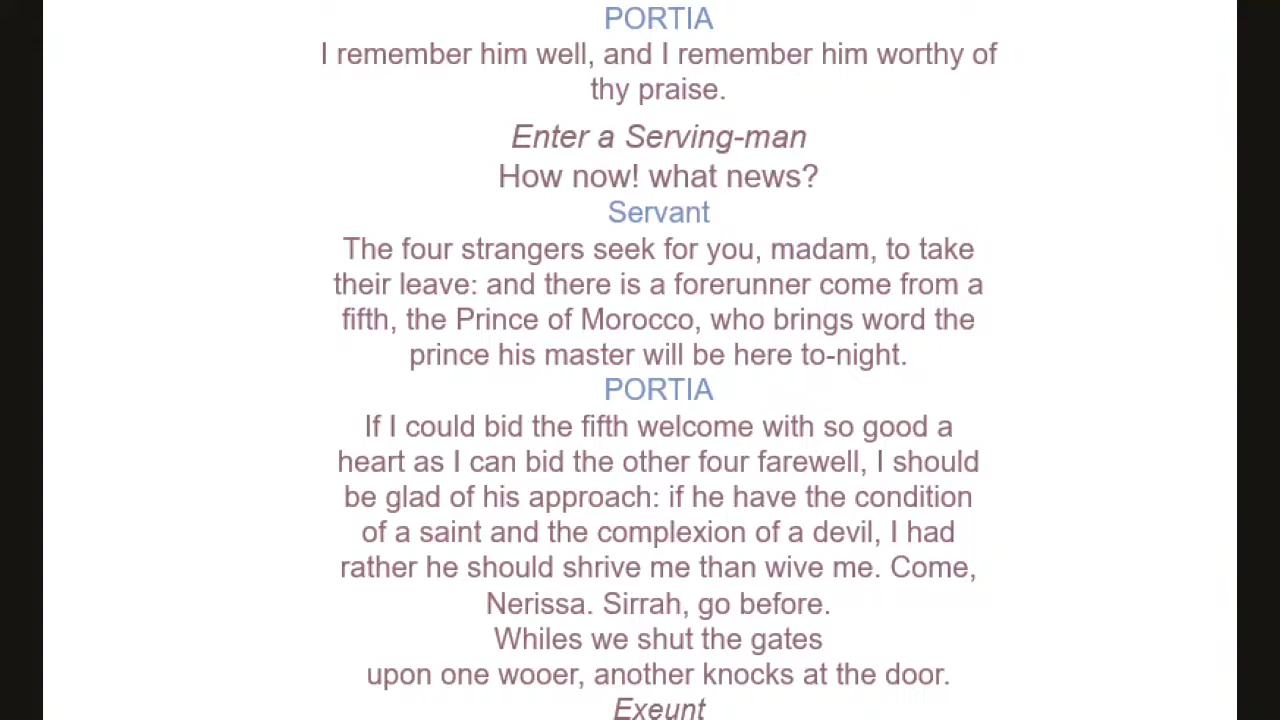 PORTIA
I remember him well, and I remember him worthy of
thy praise.
Enter a Serving-man
How now! what news?
Servant
The four strangers seek for you, madam, to take
their leave: and there is a forerunner come from a
fifth, the Prince of Morocco, who brings word the
prince his master will be here to-night.
PORTIA
If I could bid the fifth welcome with so good a
heart as I can bid the other four farewell, I should
be glad of his approach: if he have the condition
of a saint and the complexion of a devil, I had
rather he should shrive me than wive me. Come,
Nerissa. Sirrah, go before.
Whiles we shut the gates
upon one wooer, another knocks at the door.
Exeunt